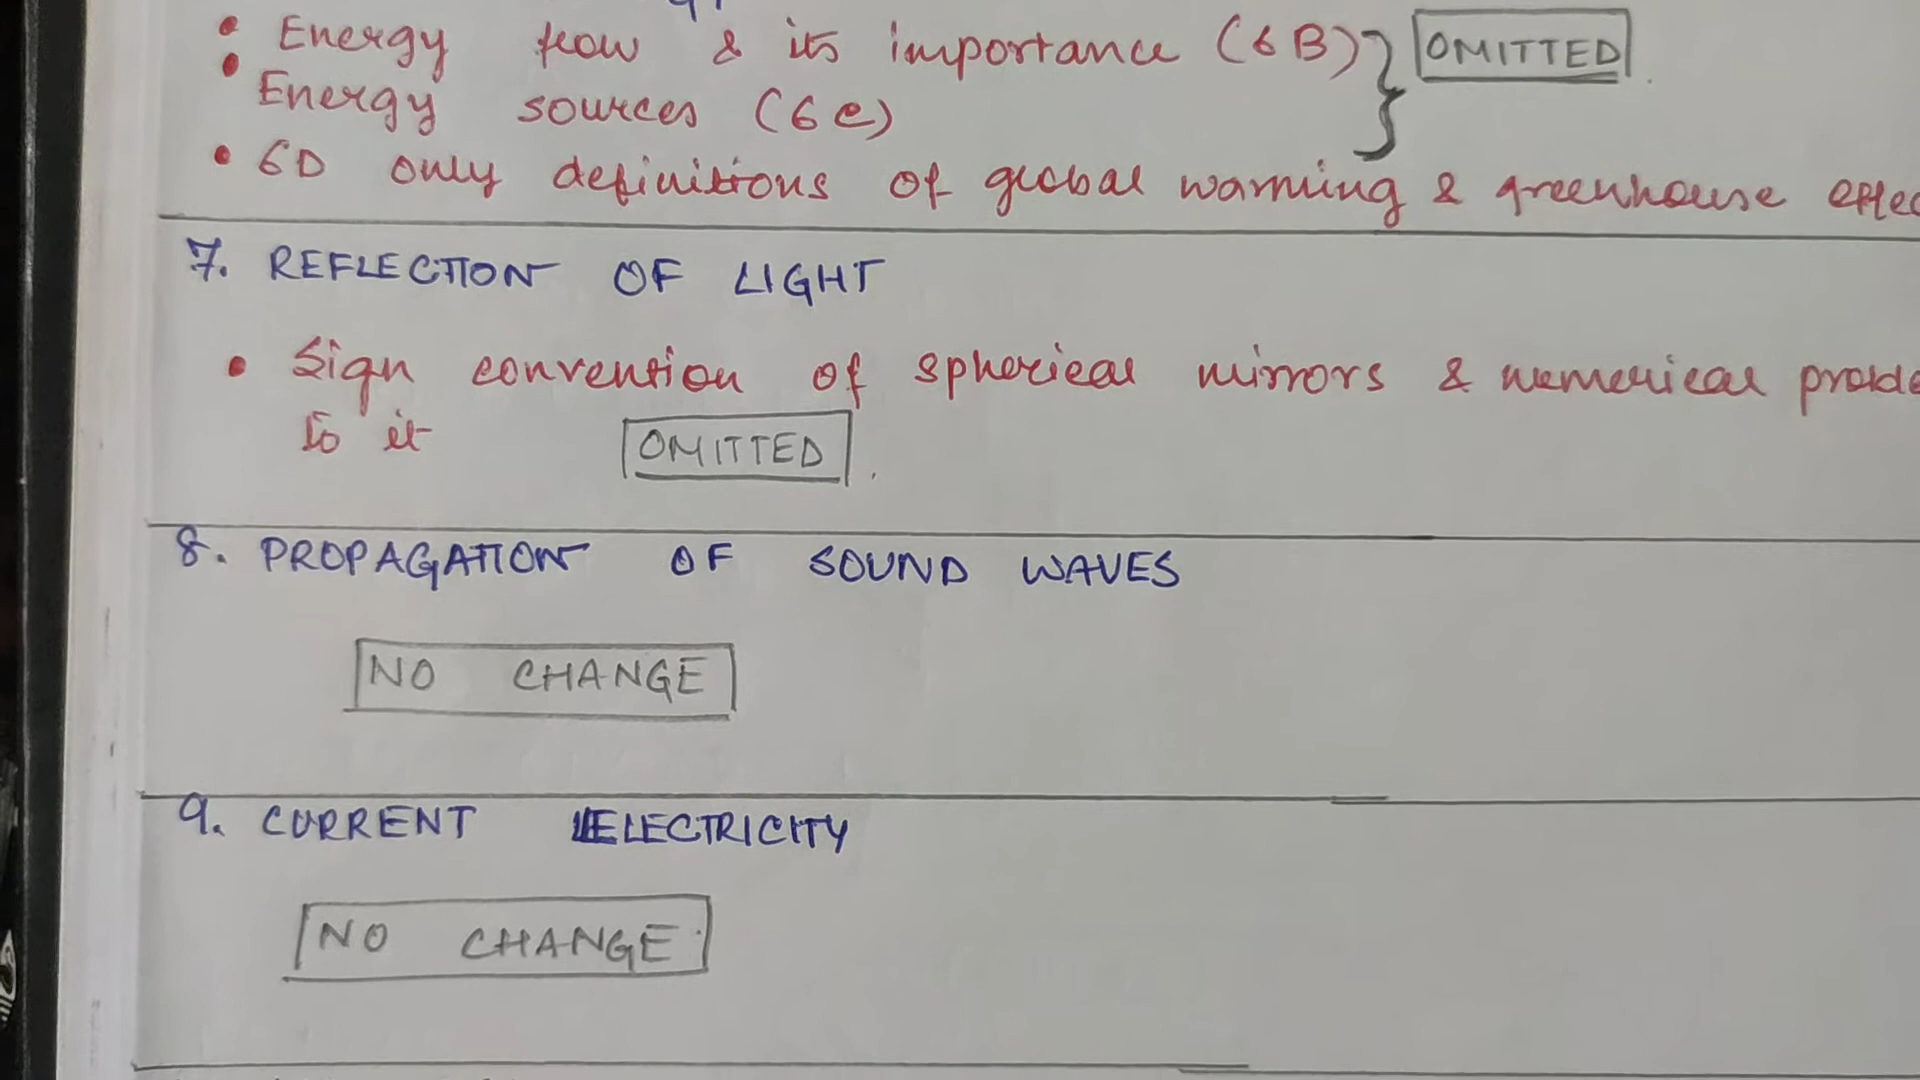 • Energy flow & its importance (6B) } OMITTED
• Energy sources (6C)
• 6D only definitions of global warming & greenhouse effec
7. REFLECTION OF LIGHT
• Sign convention of spherical mirrors & numerical proble
to it OMITTED.
8. PROPAGATION OF SOUND WAVES
NO CHANGE
9. CURRENT ELECTRICITY
NO CHANGE